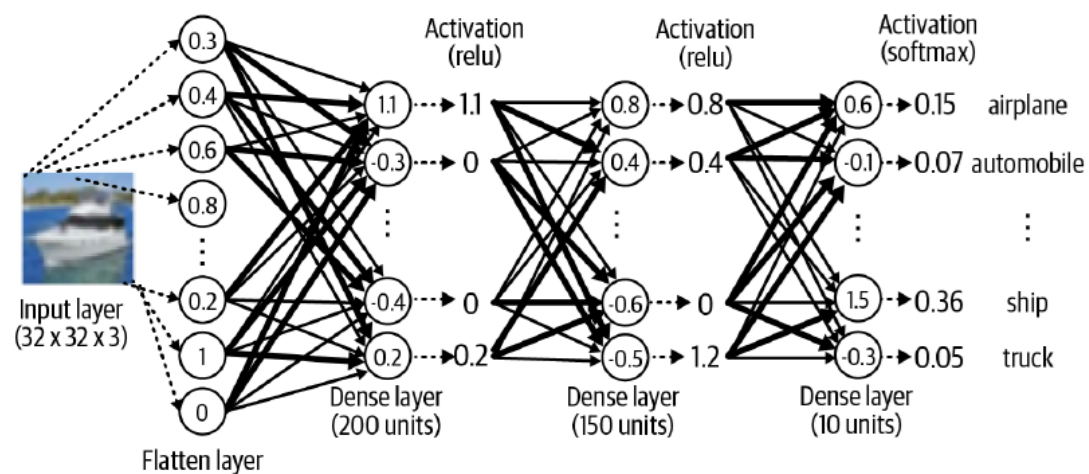 0.3
0.4
0.6
0.8
0.2
1
0
Input layer
(32 x 32 x 3)
Flatten layer
1.1
-0.3
-0.4
0.2
Dense layer
(200 units)
Activation
(relu)
1.1
0
0
0.2
0.8
0.4
-0.6
-0.5
Dense layer
(150 units)
Activation
(relu)
0.8
0.4
0
1.2
0.6
-0.1
1.5
-0.3
Dense layer
(10 units)
Activation
(softmax)
0.15
0.07
0.36
0.05
airplane
automobile
ship
truck